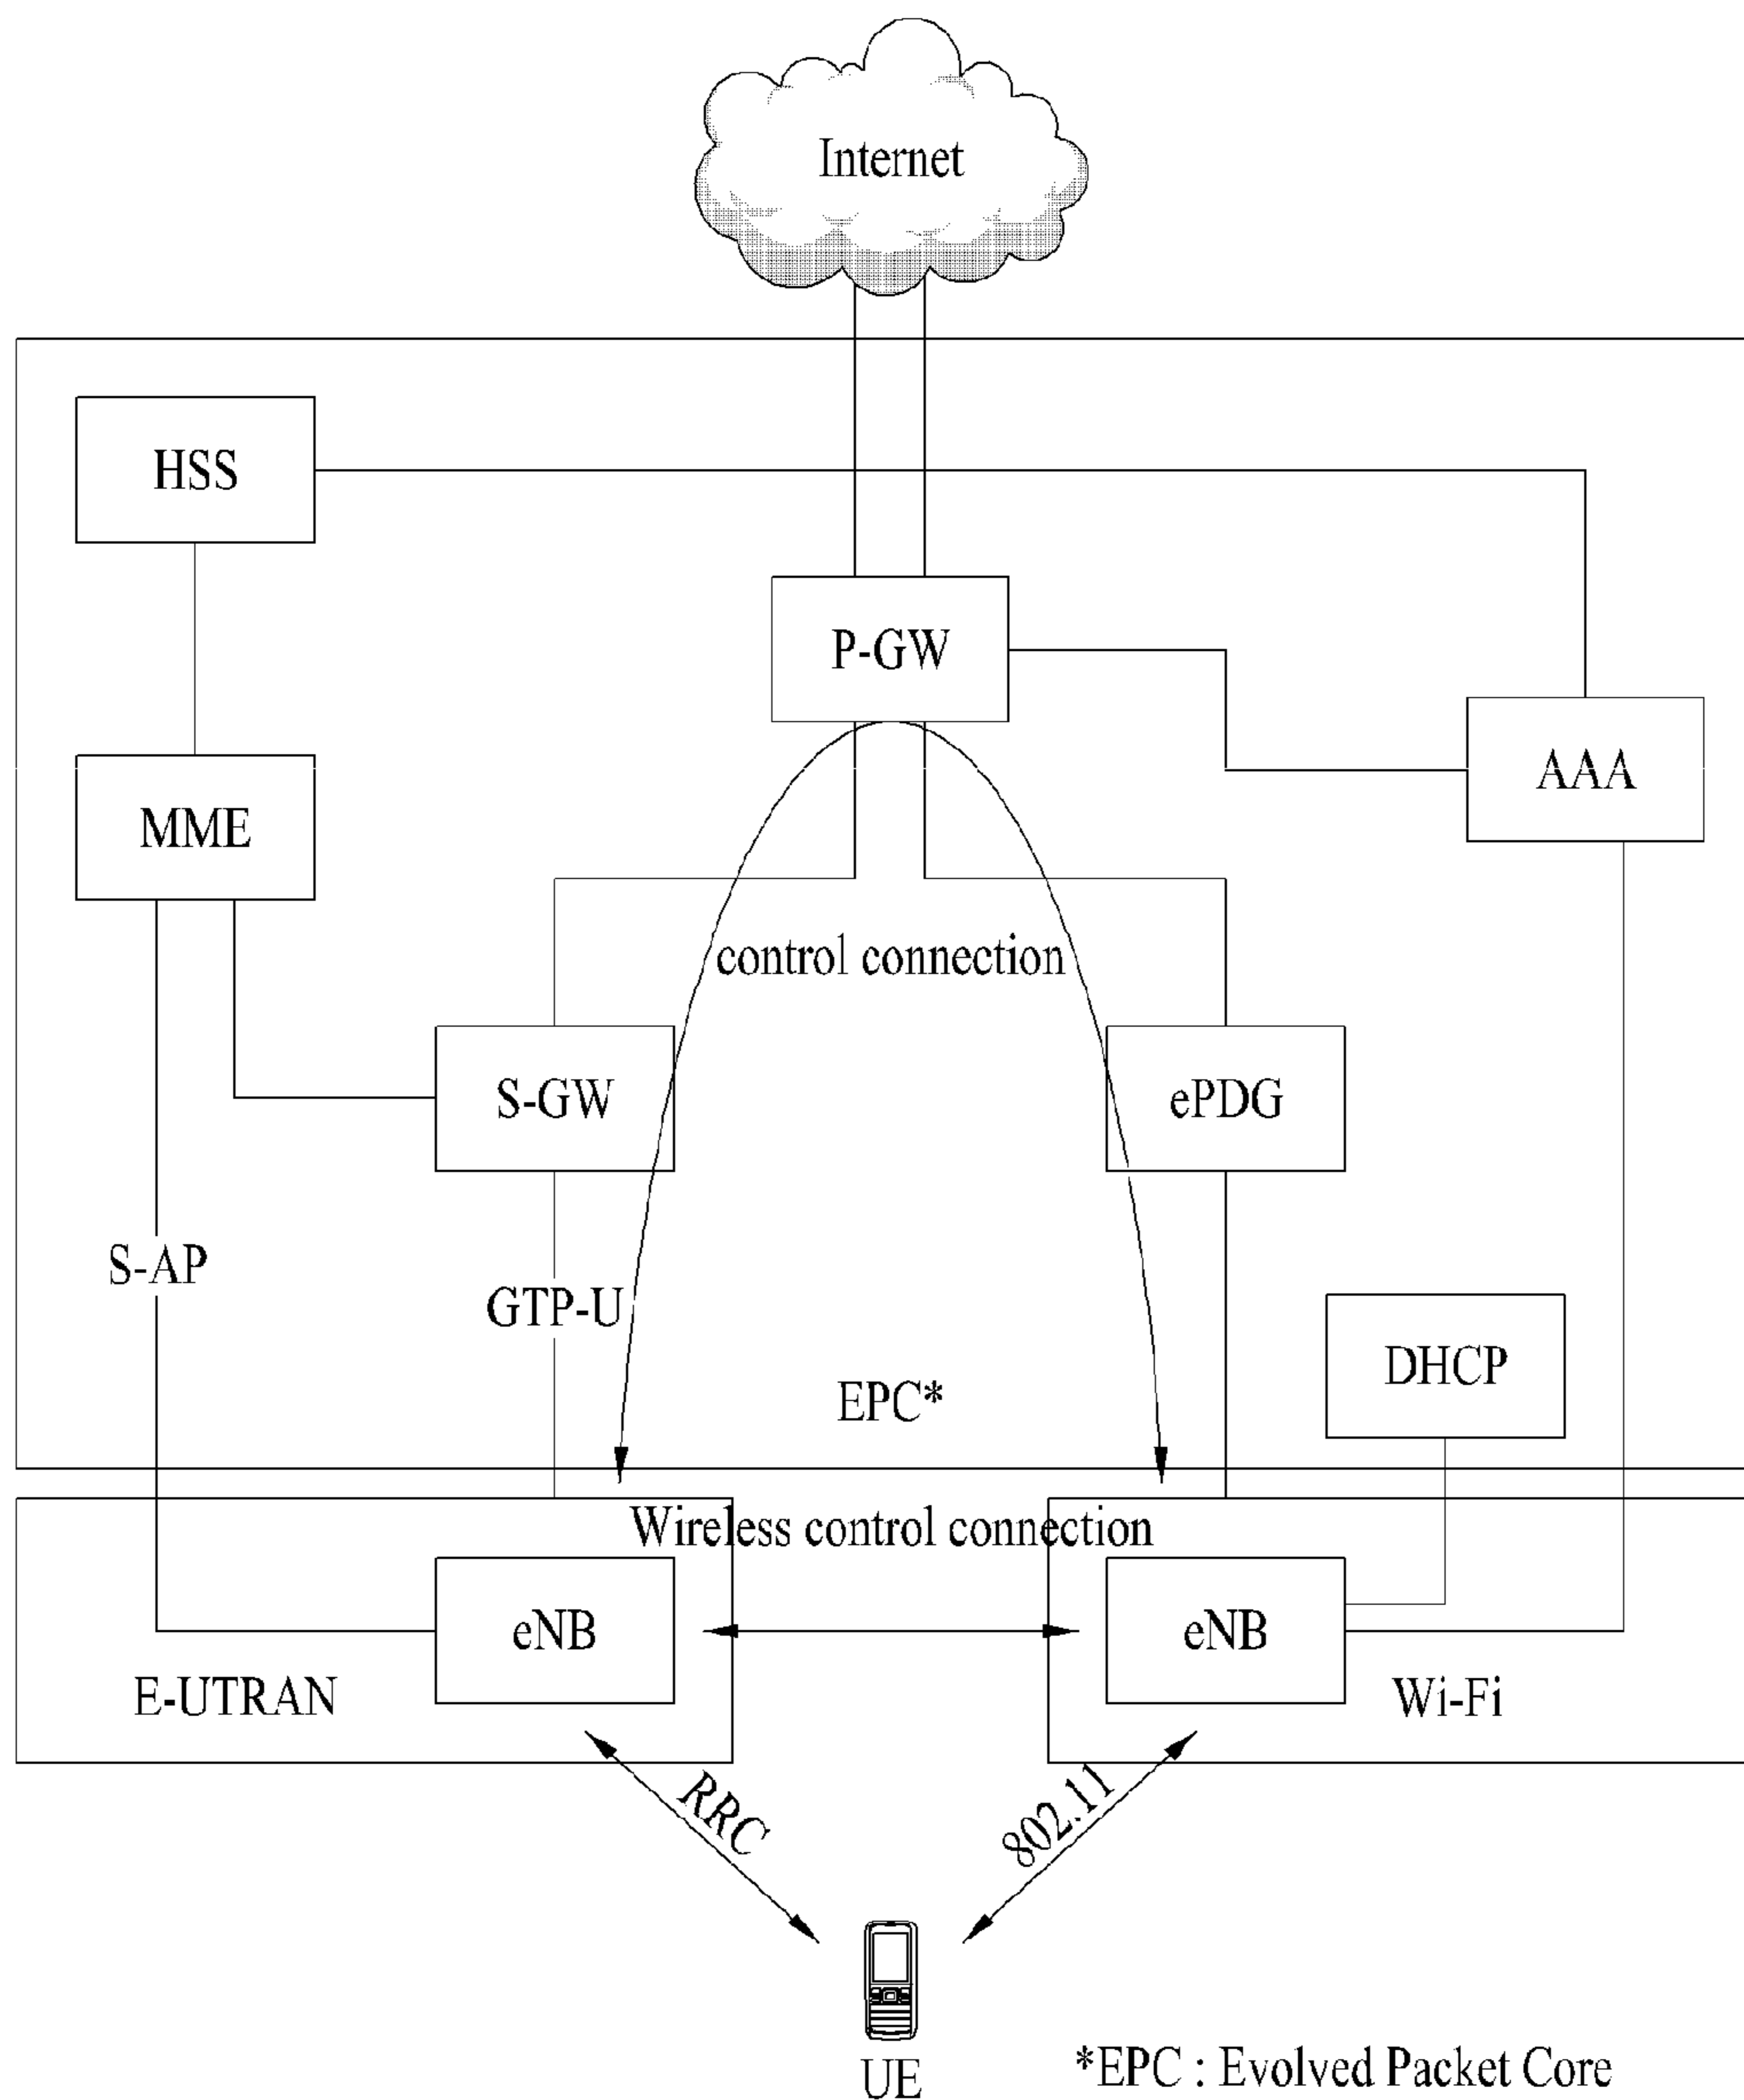 Internet
HSS
P-GW
AAA
MME
control connection
S-GW
ePDG
S-AP
GTP-U
DHCP
EPC*
Wireless control connection
eNB
eNB
E-UTRAN
Wi-Fi
RRC
802.11
UE
*EPC : Evolved Packet Core